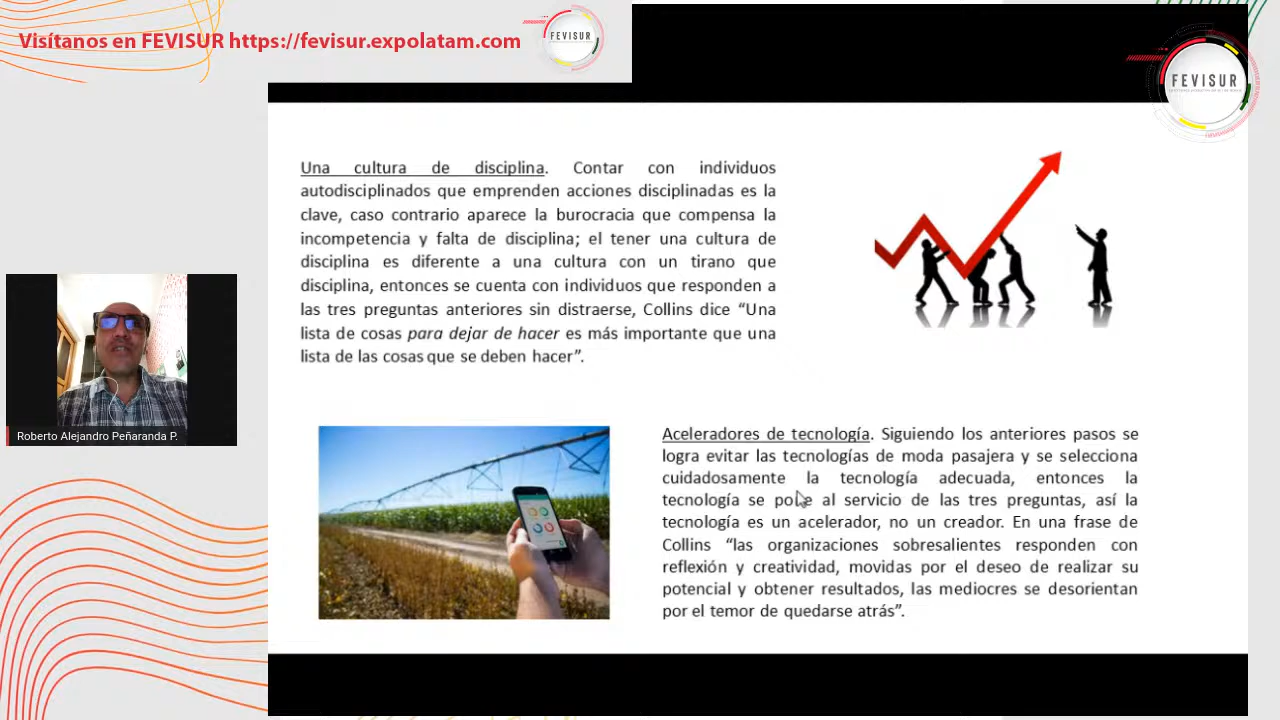 Visítanos en FEVISUR https://fevisur.expolatam.com
FEVISUR
FEVISUR
Una cultura de disciplina. Contar con individuos
autodisciplinados que emprenden acciones disciplinadas es la
clave, caso contrario aparece la burocracia que compensa la
incompetencia y falta de disciplina; el tener una cultura de
disciplina es diferente a una cultura con un tirano que
disciplina, entonces se cuenta con individuos que responden a
las tres preguntas anteriores sin distraerse, Collins dice “Una
lista de cosas para dejar de hacer es más importante que una
lista de las cosas que se deben hacer”.
Roberto Alejandro Peñaranda P.
Aceleradores de tecnología. Siguiendo los anteriores pasos se
logra evitar las tecnologías de moda pasajera y se selecciona
cuidadosamente la tecnología adecuada, entonces la
tecnología se pone al servicio de las tres preguntas, así la
tecnología es un acelerador, no un creador. En una frase de
Collins “las organizaciones sobresalientes responden con
reflexión y creatividad, movidas por el deseo de realizar su
potencial y obtener resultados, las mediocres se desorientan
por el temor de quedarse atrás”.